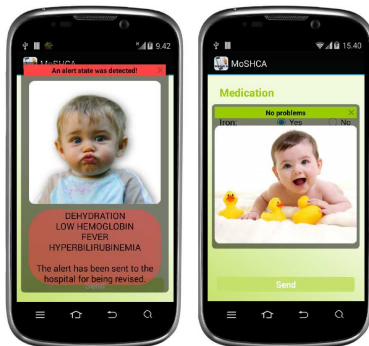 9.42
MoSHCA
An alert state was detected!
DEHYDRATION
LOW HEMOGLOBIN
FEVER
HYPERBILIRUBINEMIA
The alert has been sent to the
hospital for being revised.
Send
15.40
MoSHCA
Medication
No problems
Iron: Yes No
Send